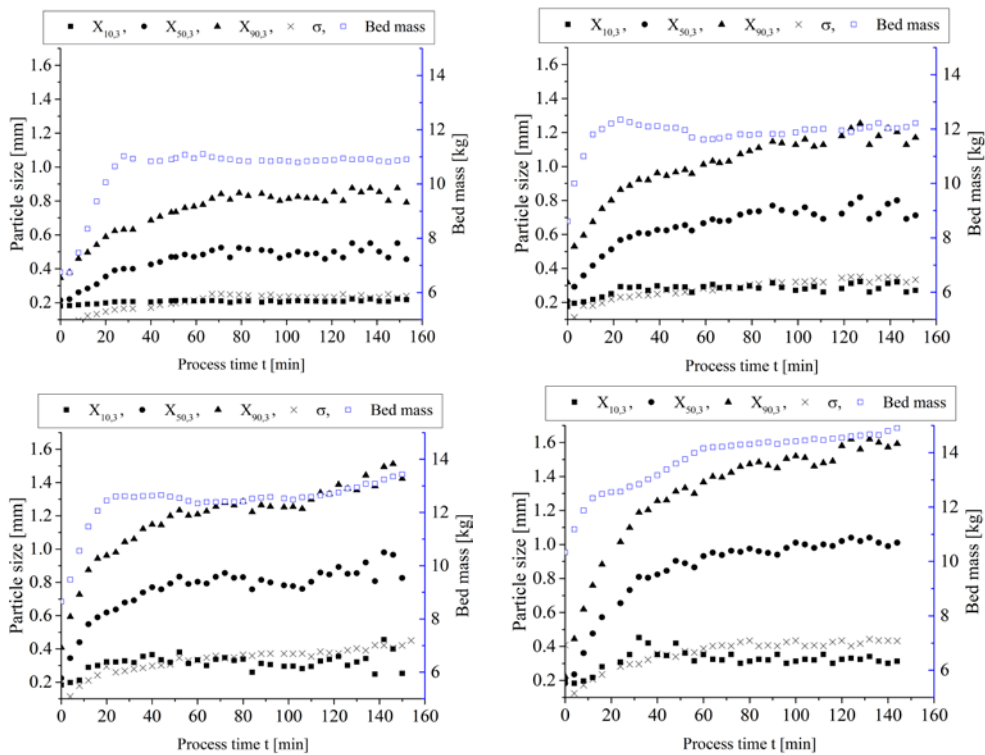 X10,3, X50,3, X90,3, σ, Bed mass
Particle size [mm]
1.6
1.4
1.2
1.0
0.8
0.6
0.4
0.2
14
12
10
8
6
Bed mass [kg]
0 20 40 60 80 100 120 140 160
Process time t [min]
X10,3, X50,3, X90,3, σ, Bed mass
Particle size [mm]
1.6
1.4
1.2
1.0
0.8
0.6
0.4
0.2
14
12
10
8
6
Bed mass [kg]
0 20 40 60 80 100 120 140 160
Process time t [min]
X10,3, X50,3, X90,3, σ, Bed mass
Particle size [mm]
1.6
1.4
1.2
1.0
0.8
0.6
0.4
0.2
14
12
10
8
6
Bed mass [kg]
0 20 40 60 80 100 120 140 160
Process time t [min]
X10,3, X50,3, X90,3, σ, Bed mass
Particle size [mm]
1.6
1.4
1.2
1.0
0.8
0.6
0.4
0.2
14
12
10
8
6
Bed mass [kg]
0 20 40 60 80 100 120 140 160
Process time t [min]